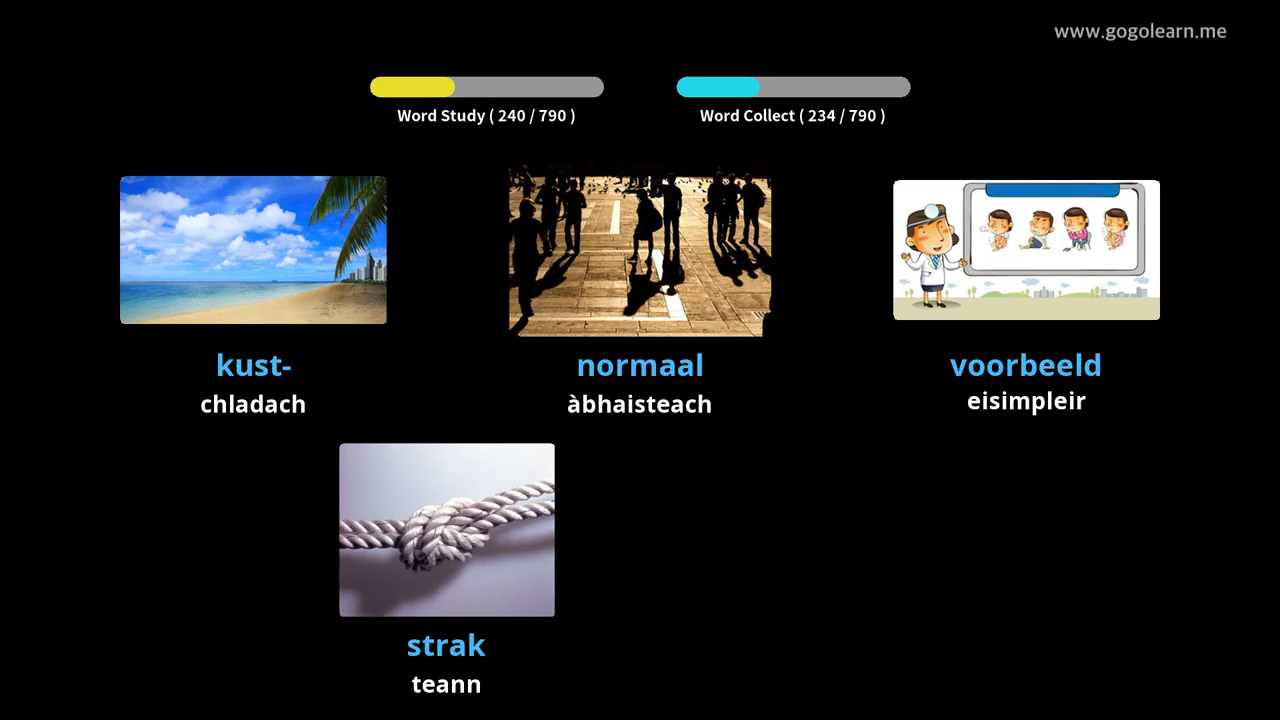 www.gogolearn.me
Word Study ( 240 / 790 )
Word Collect ( 234 / 790 )
kust-
chladach
normaal
àbhaisteach
voorbeeld
eisimpleir
strak
teann